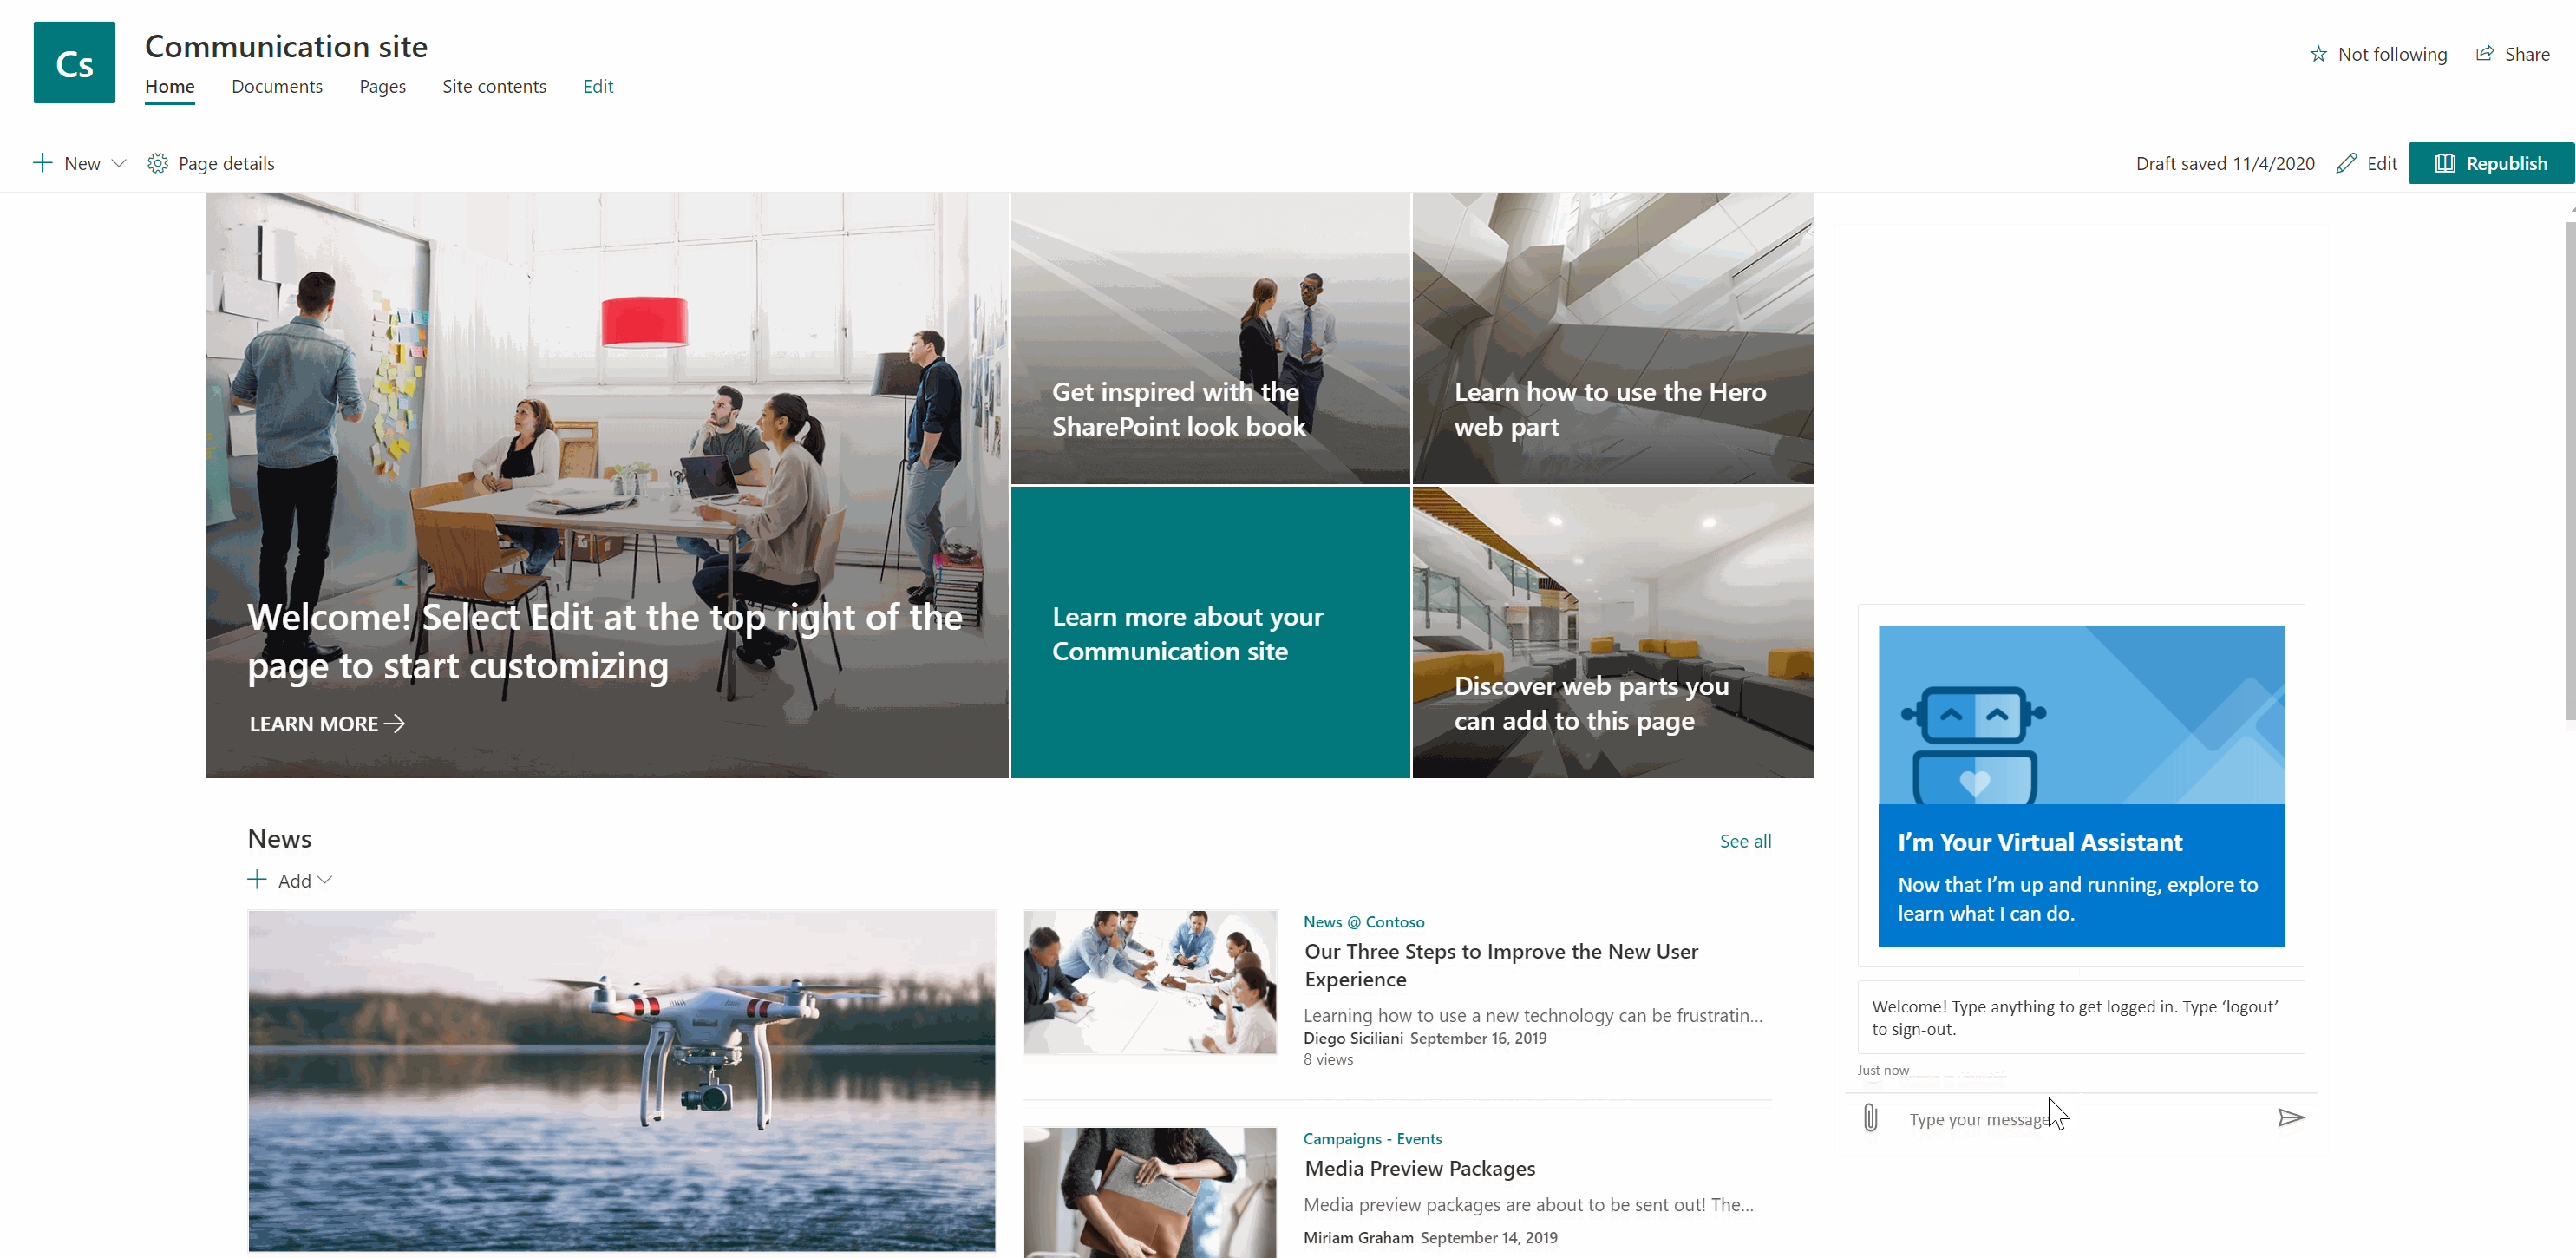 Cs
Communication site
Home Documents Pages Site contents Edit
Not following Share
New Page details
Draft saved 11/4/2020 Edit Republish
Welcome! Select Edit at the top right of the
page to start customizing
LEARN MORE
Get inspired with the
SharePoint look book
Learn how to use the Hero
web part
Learn more about your
Communication site
Discover web parts you
can add to this page
News
See all
Add
News @ Contoso
Our Three Steps to Improve the New User
Experience
Learning how to use a new technology can be frustratin...
Diego Siciliani September 16, 2019
8 views
Campaigns - Events
Media Preview Packages
Media preview packages are about to be sent out! The...
Miriam Graham September 14, 2019
I’m Your Virtual Assistant
Now that I’m up and running, explore to
learn what I can do.
Welcome! Type anything to get logged in. Type ‘logout’
to sign-out.
Just now
Type your message